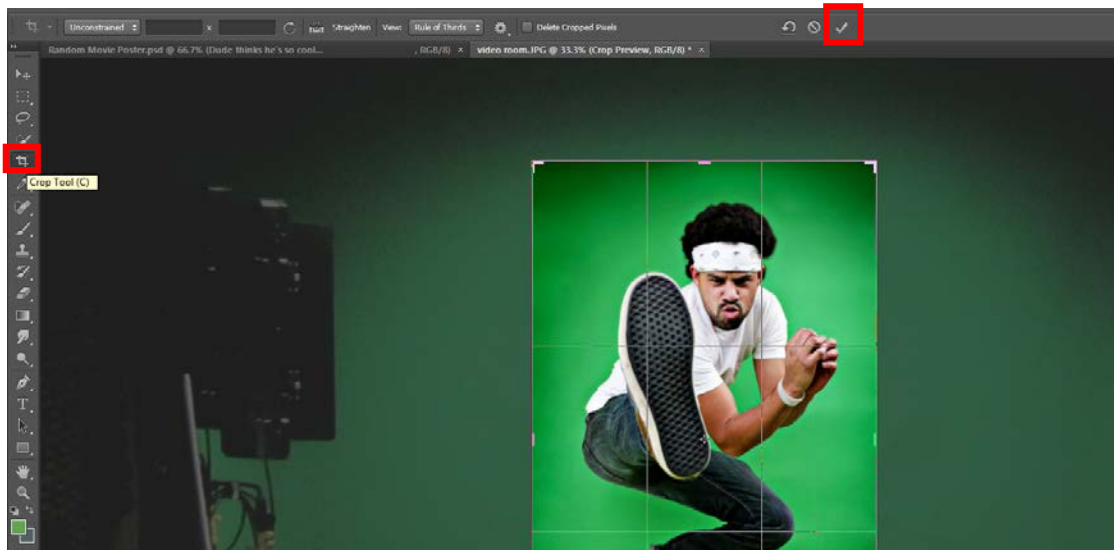 Unconstrained x Straighten View: Rule of Thirds Delete Cropped Pixels
Random Movie Poster.psd @ 66.7% (Dude thinks he's so cool... , RGB/8) × video room.JPG @ 33.3% (Crop Preview, RGB/8) * ×
Crop Tool (C)
T